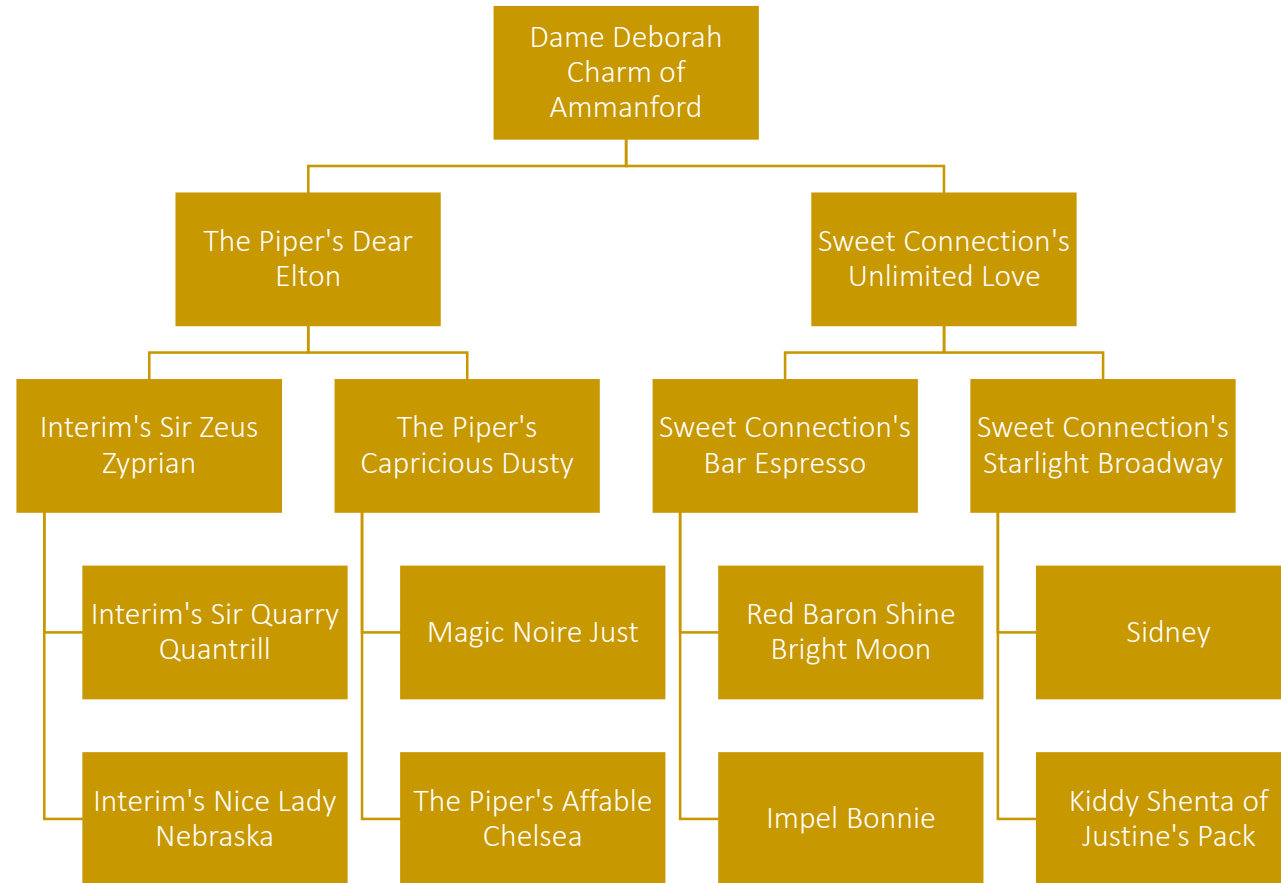 Dame Deborah
Charm of
Ammanford
The Piper's Dear
Elton
Sweet Connection's
Unlimited Love
Interim's Sir Zeus
Zyprian
The Piper's
Capricious Dusty
Sweet Connection's
Bar Espresso
Sweet Connection's
Starlight Broadway
Interim's Sir Quarry
Quantrill
Magic Noire Just
Red Baron Shine
Bright Moon
Sidney
Interim's Nice Lady
Nebraska
The Piper's Affable
Chelsea
Impel Bonnie
Kiddy Shenta of
Justine's Pack